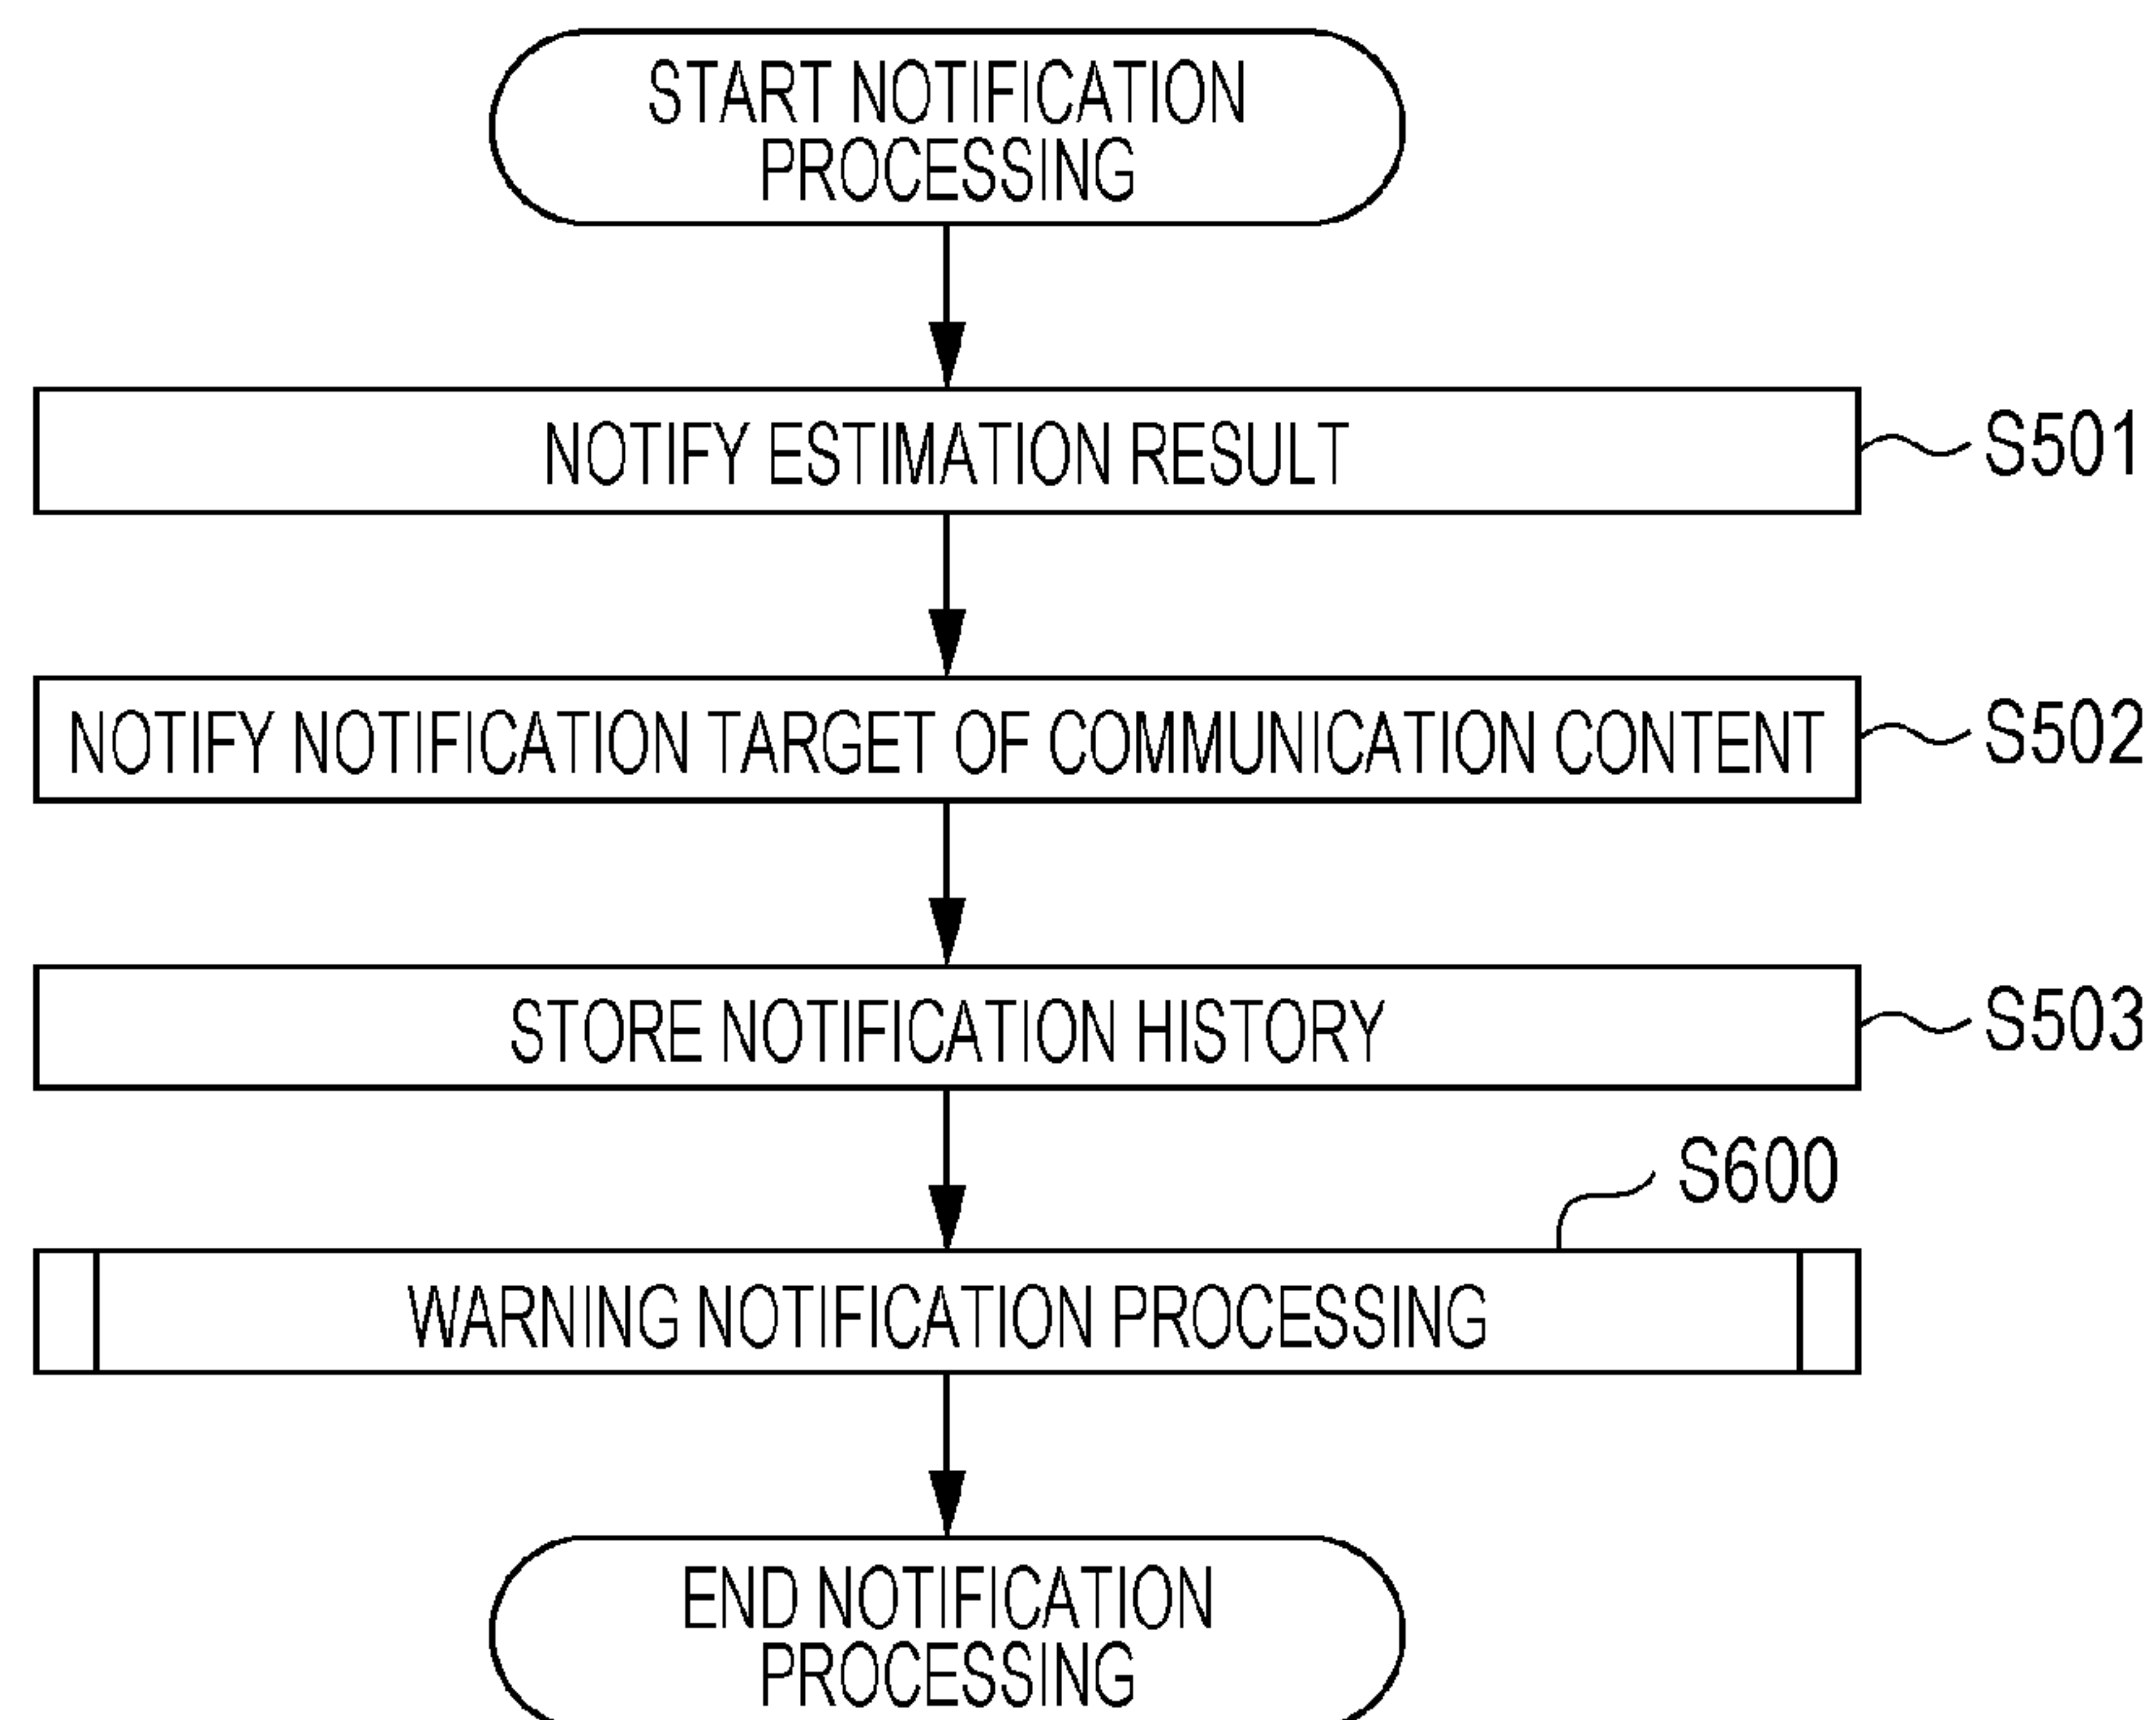 START NOTIFICATION
PROCESSING
NOTIFY ESTIMATION RESULT
S501
NOTIFY NOTIFICATION TARGET OF COMMUNICATION CONTENT
S502
STORE NOTIFICATION HISTORY
S503
S600
WARNING NOTIFICATION PROCESSING
END NOTIFICATION
PROCESSING